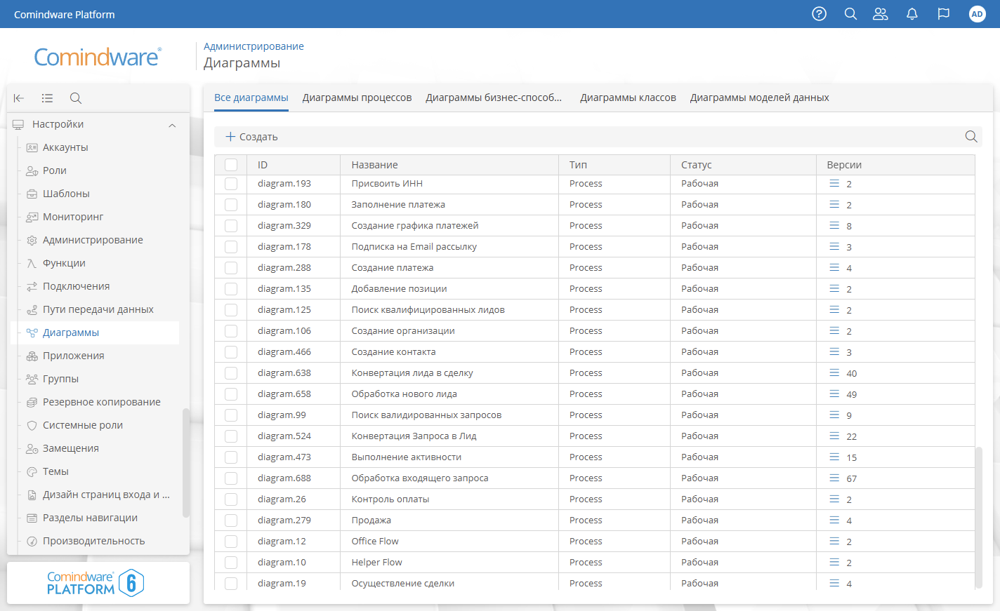 Comindware Platform
AD
Comindware®
Администрирование
Диаграммы
Настройки
Аккаунты
Роли
Шаблоны
Мониторинг
Администрирование
Функции
Подключения
Пути передачи данных
Диаграммы
Приложения
Группы
Резервное копирование
Системные роли
Замещения
Темы
Дизайн страниц входа и ...
Разделы навигации
Производительность
Comindware®
PLATFORM 6
Все диаграммы Диаграммы процессов Диаграммы бизнес-способ... Диаграммы классов Диаграммы моделей данных
Создать
ID Название Тип Статус Версии
diagram.193 Присвоить ИНН Process Рабочая 2
diagram.180 Заполнение платежа Process Рабочая 2
diagram.329 Создание графика платежей Process Рабочая 8
diagram.178 Подписка на Email рассылку Process Рабочая 3
diagram.288 Создание платежа Process Рабочая 4
diagram.135 Добавление позиции Process Рабочая 2
diagram.125 Поиск квалифицированных лидов Process Рабочая 2
diagram.106 Создание организации Process Рабочая 2
diagram.466 Создание контакта Process Рабочая 3
diagram.638 Конвертация лида в сделку Process Рабочая 40
diagram.658 Обработка нового лида Process Рабочая 49
diagram.99 Поиск валидированных запросов Process Рабочая 9
diagram.524 Конвертация Запроса в Лид Process Рабочая 22
diagram.473 Выполнение активности Process Рабочая 15
diagram.688 Обработка входящего запроса Process Рабочая 67
diagram.26 Контроль оплаты Process Рабочая 2
diagram.279 Продажа Process Рабочая 4
diagram.12 Office Flow Process Рабочая 2
diagram.10 Helper Flow Process Рабочая 2
diagram.19 Осуществление сделки Process Рабочая 4